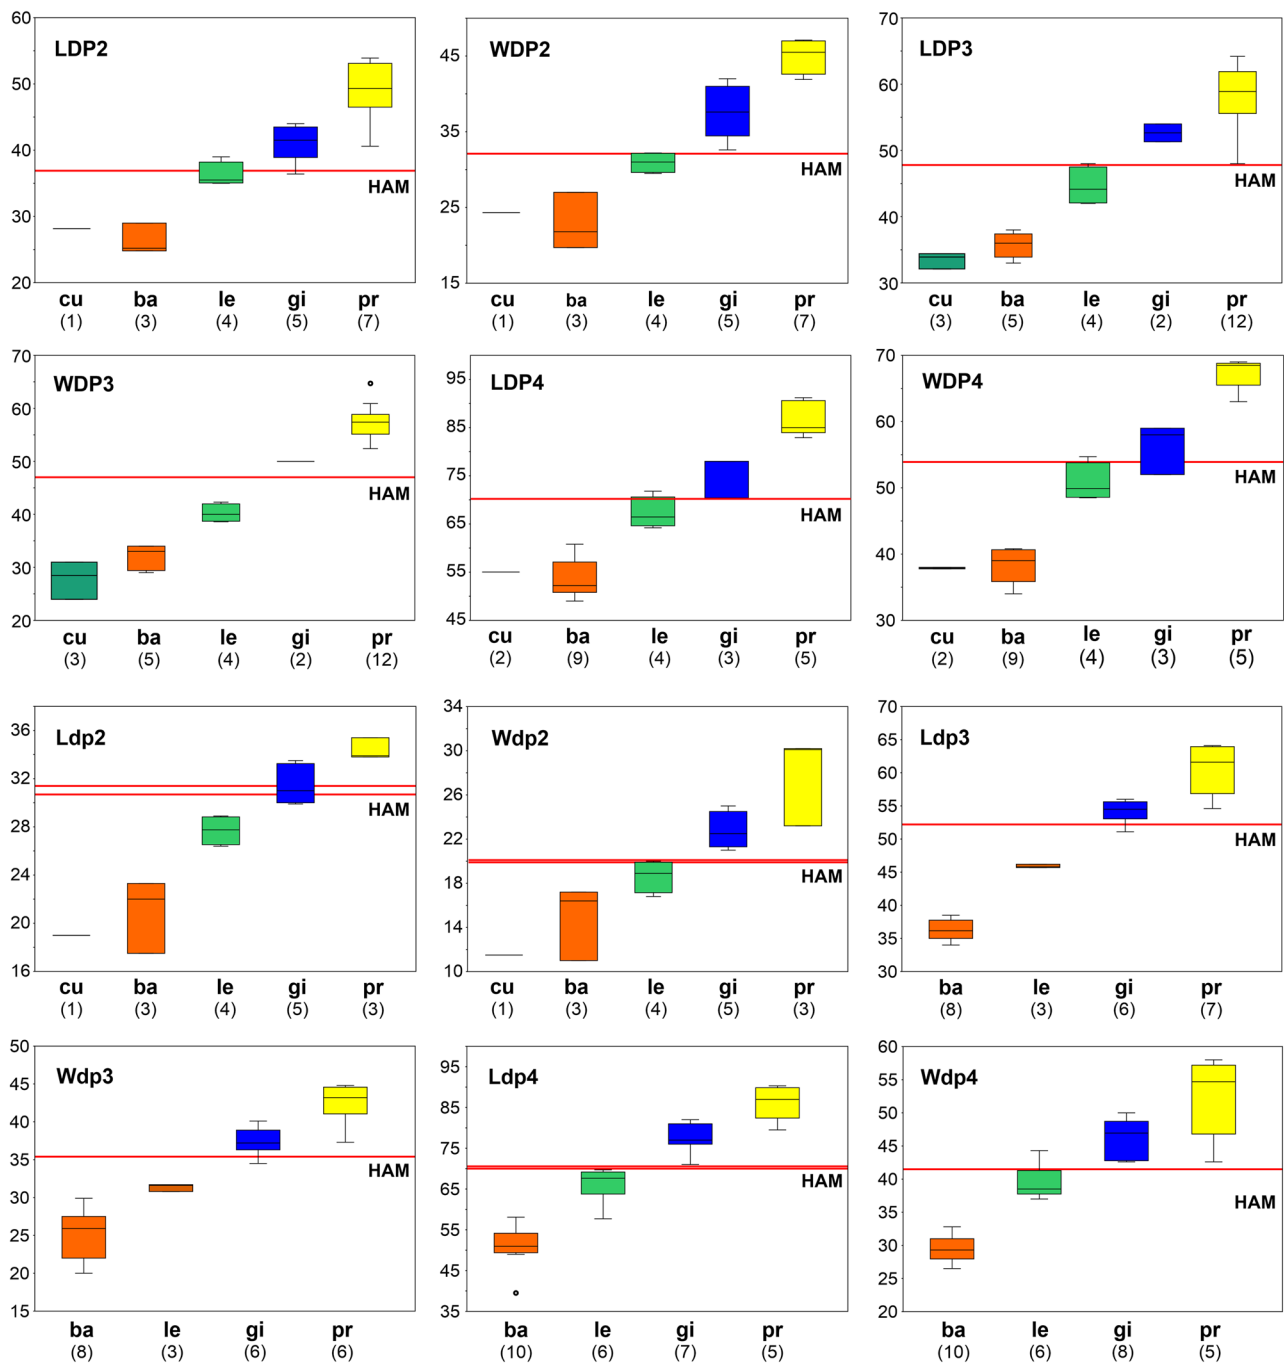 LDP2
60
50
40
30
20
HAM
cu ba le gi pr
(1) (3) (4) (5) (7)
WDP2
45
35
25
15
HAM
cu ba le gi pr
(1) (3) (4) (5) (7)
LDP3
70
60
50
40
30
HAM
cu ba le gi pr
(3) (5) (4) (2) (12)
WDP3
70
60
50
40
30
20
HAM
cu ba le gi pr
(3) (5) (4) (2) (12)
LDP4
95
85
75
65
55
45
HAM
cu ba le gi pr
(2) (9) (4) (3) (5)
WDP4
70
60
50
40
30
HAM
cu ba le gi pr
(2) (9) (4) (3) (5)
Ldp2
36
32
28
24
20
16
HAM
cu ba le gi pr
(1) (3) (4) (5) (3)
Wdp2
34
30
26
22
18
14
10
HAM
cu ba le gi pr
(1) (3) (4) (5) (3)
Ldp3
70
65
60
55
50
45
40
35
30
HAM
ba le gi pr
(8) (3) (6) (7)
Wdp3
50
45
40
35
30
25
20
15
HAM
ba le gi pr
(8) (3) (6) (6)
Ldp4
95
85
75
65
55
45
35
HAM
ba le gi pr
(10) (6) (7) (5)
Wdp4
60
55
50
45
40
35
30
25
20
HAM
ba le gi pr
(10) (6) (8) (5)